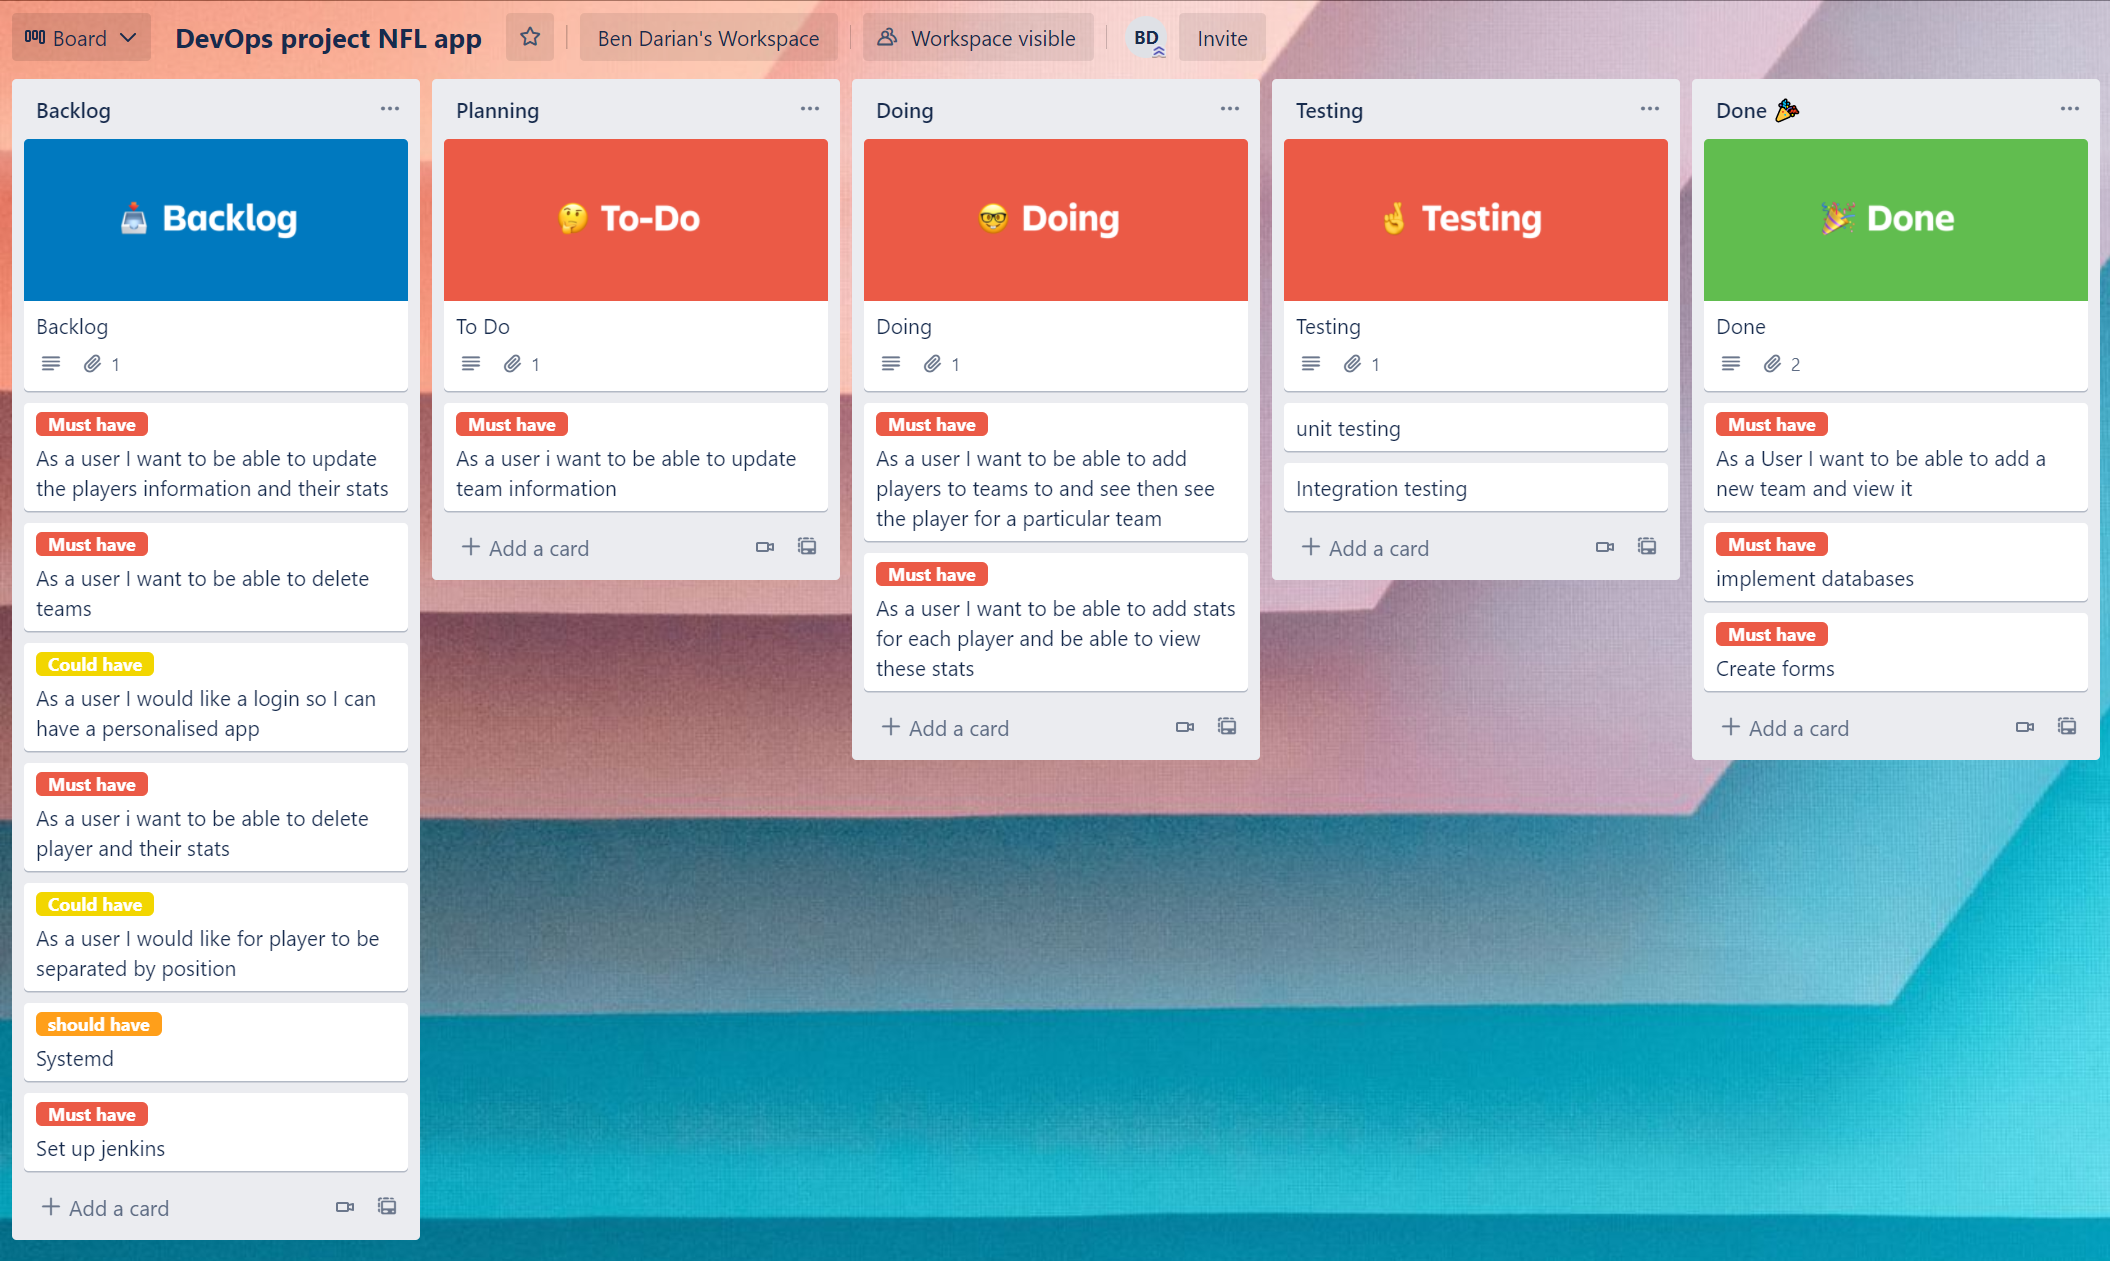 Board
DevOps project NFL app
Ben Darian's Workspace
Workspace visible
BD
Invite
Backlog
Backlog
Backlog
1
Must have
As a user I want to be able to update
the players information and their stats
Must have
As a user I want to be able to delete
teams
Could have
As a user I would like a login so I can
have a personalised app
Must have
As a user i want to be able to delete
player and their stats
Could have
As a user I would like for player to be
separated by position
should have
Systemd
Must have
Set up jenkins
Add a card
Planning
To-Do
To Do
1
Must have
As a user i want to be able to update
team information
Add a card
Doing
Doing
Doing
1
Must have
As a user I want to be able to add
players to teams to and see then see
the player for a particular team
Must have
As a user I want to be able to add stats
for each player and be able to view
these stats
Add a card
Testing
Testing
Testing
1
unit testing
Integration testing
Add a card
Done
Done
Done
2
Must have
As a User I want to be able to add a
new team and view it
Must have
implement databases
Must have
Create forms
Add a card